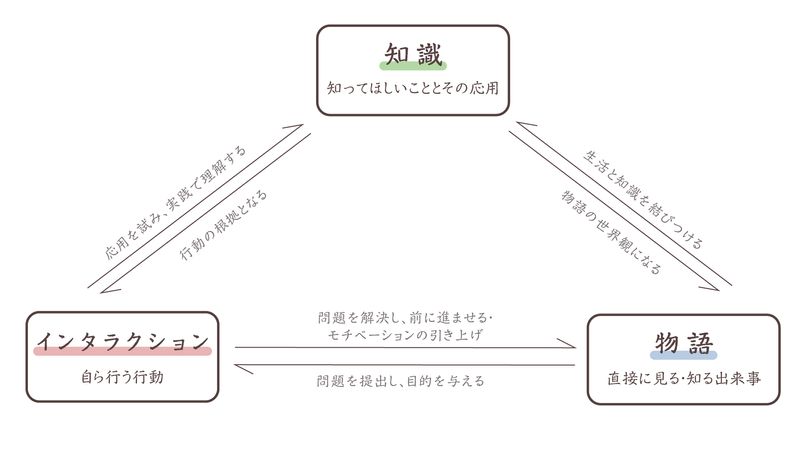 知識
知ってほしいこととその応用
応用を試み、実践で理解する
行動の根拠となる
生活と知識を結びつける
物語の世界観になる
インタラクション
自ら行う行動
問題を解決し、前に進ませる・
モチベーションの引き上げ
問題を提出し、目的を与える
物語
直接に見る・知る出来事